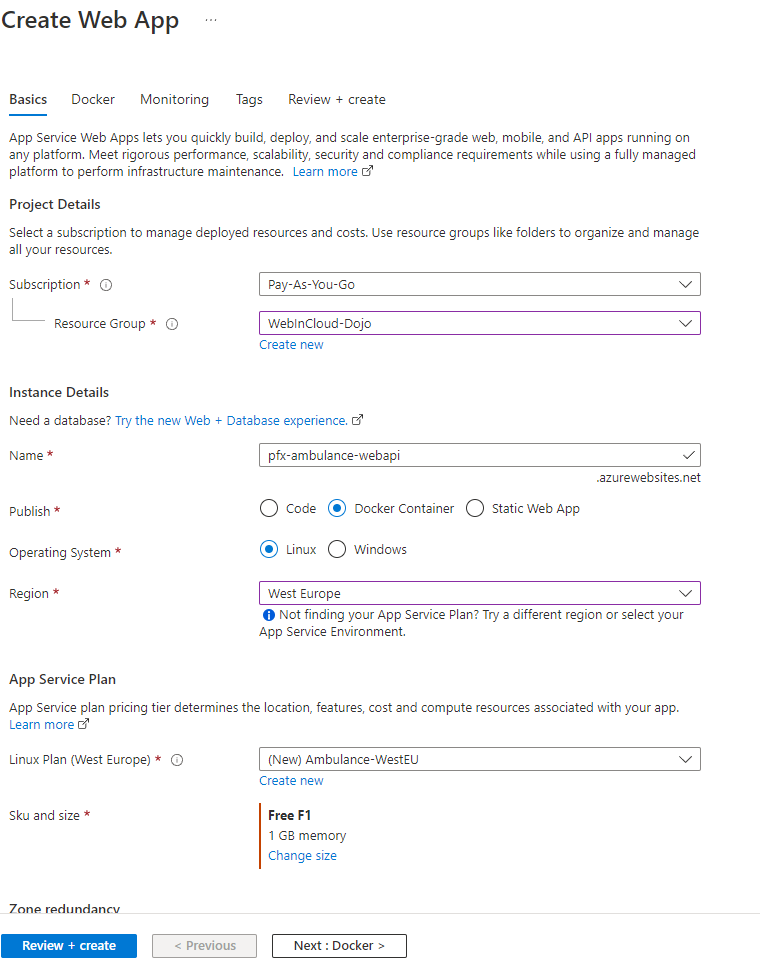 Create Web App ...
Basics Docker Monitoring Tags Review + create
App Service Web Apps lets you quickly build, deploy, and scale enterprise-grade web, mobile, and API apps running on
any platform. Meet rigorous performance, scalability, security and compliance requirements while using a fully managed
platform to perform infrastructure maintenance. Learn more
Project Details
Select a subscription to manage deployed resources and costs. Use resource groups like folders to organize and manage
all your resources.
Subscription * Pay-As-You-Go
Resource Group * WebInCloud-Dojo
Create new
Instance Details
Need a database? Try the new Web + Database experience.
Name * pfx-ambulance-webapi
.azurewebsites.net
Publish * Code Docker Container Static Web App
Operating System * Linux Windows
Region * West Europe
Not finding your App Service Plan? Try a different region or select your
App Service Environment.
App Service Plan
App Service plan pricing tier determines the location, features, cost and compute resources associated with your app.
Learn more
Linux Plan (West Europe) * (New) Ambulance-WestEU
Create new
Sku and size * Free F1
1 GB memory
Change size
Zone redundancy
Review + create < Previous Next : Docker >